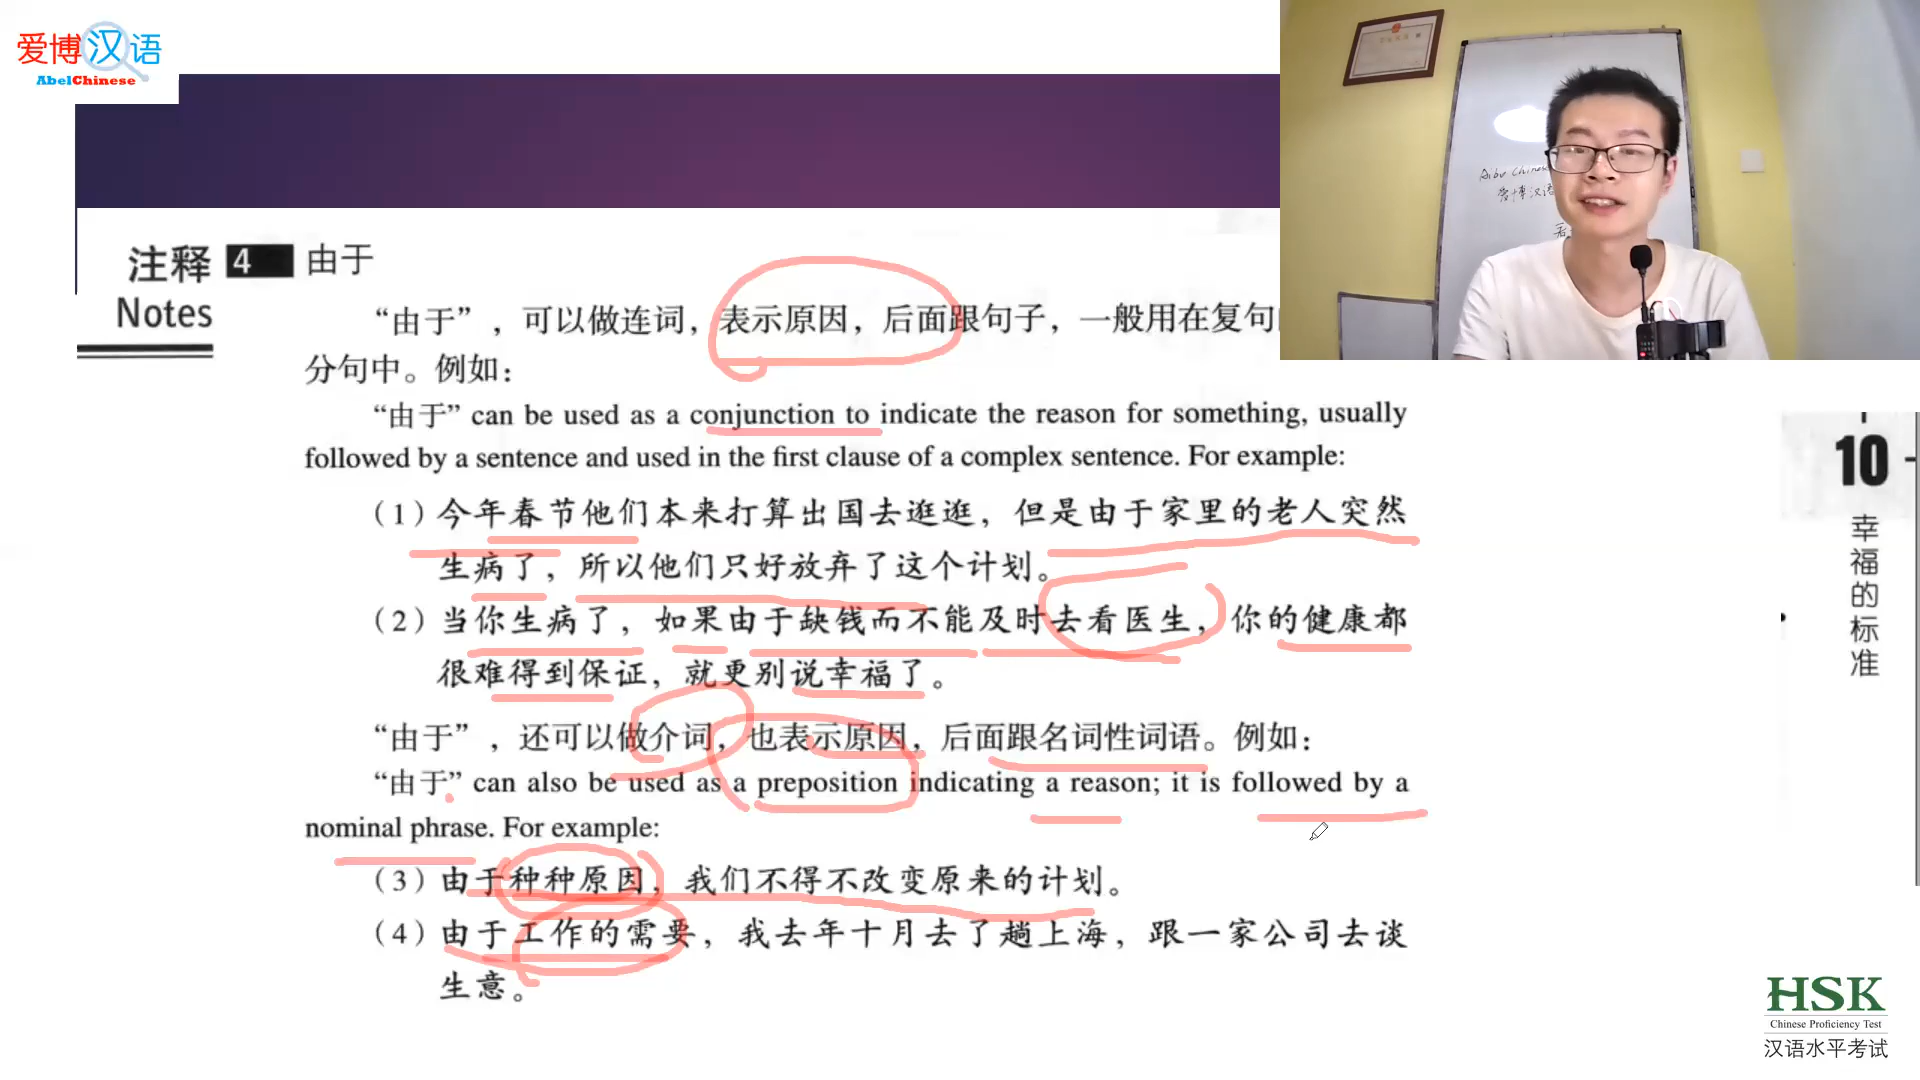 爱博汉语
AbelChinese
Aibo Chinese
爱博汉语
注释 4 由于
Notes
“由于”，可以做连词，表示原因，后面跟句子，一般用在复句
分句中。例如：
“由于” can be used as a conjunction to indicate the reason for something, usually
followed by a sentence and used in the first clause of a complex sentence. For example:
（1）今年春节他们本来打算出国去逛逛，但是由于家里的老人突然
生病了，所以他们只好放弃了这个计划。
（2）当你生病了，如果由于缺钱而不能及时去看医生，你的健康都
很难得到保证，就更别说幸福了。
“由于”，还可以做介词，也表示原因，后面跟名词性词语。例如：
“由于” can also be used as a preposition indicating a reason; it is followed by a
nominal phrase. For example:
（3）由于种种原因，我们不得不改变原来的计划。
（4）由于工作的需要，我去年十月去了趟上海，跟一家公司去谈
生意。
10
幸福的标准
HSK
Chinese Proficiency Test
汉语水平考试